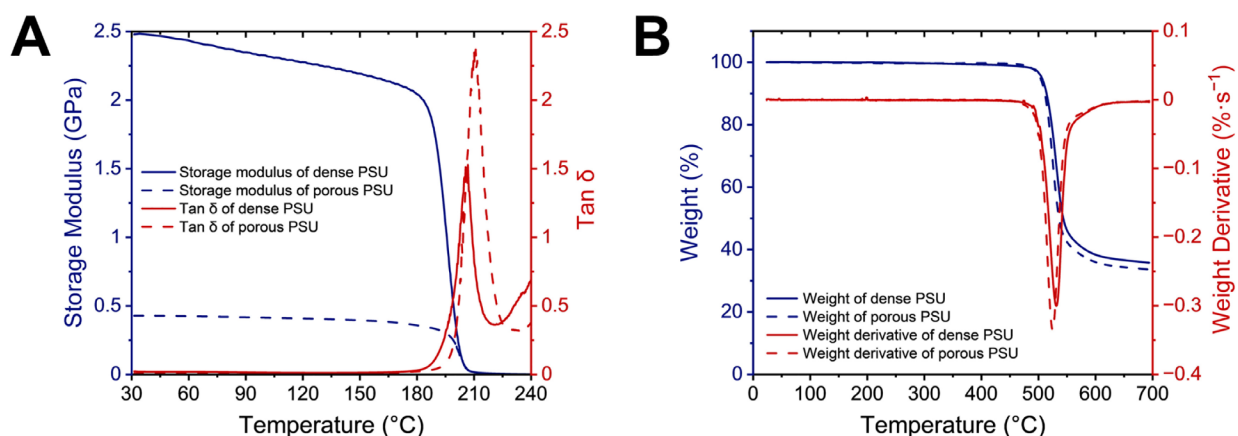 A
B
2.5
2
1.5
1
0.5
0
Storage Modulus (GPa)
Storage modulus of dense PSU
Storage modulus of porous PSU
Tan δ of dense PSU
Tan δ of porous PSU
2.5
2
1.5
1
0.5
0
Tan δ
30 60 90 120 150 180 210 240
Temperature (°C)
100
80
60
40
20
0
Weight (%)
Weight of dense PSU
Weight of porous PSU
Weight derivative of dense PSU
Weight derivative of porous PSU
0.1
0
−0.1
−0.2
−0.3
−0.4
Weight Derivative (%·s⁻¹)
0 100 200 300 400 500 600 700
Temperature (°C)